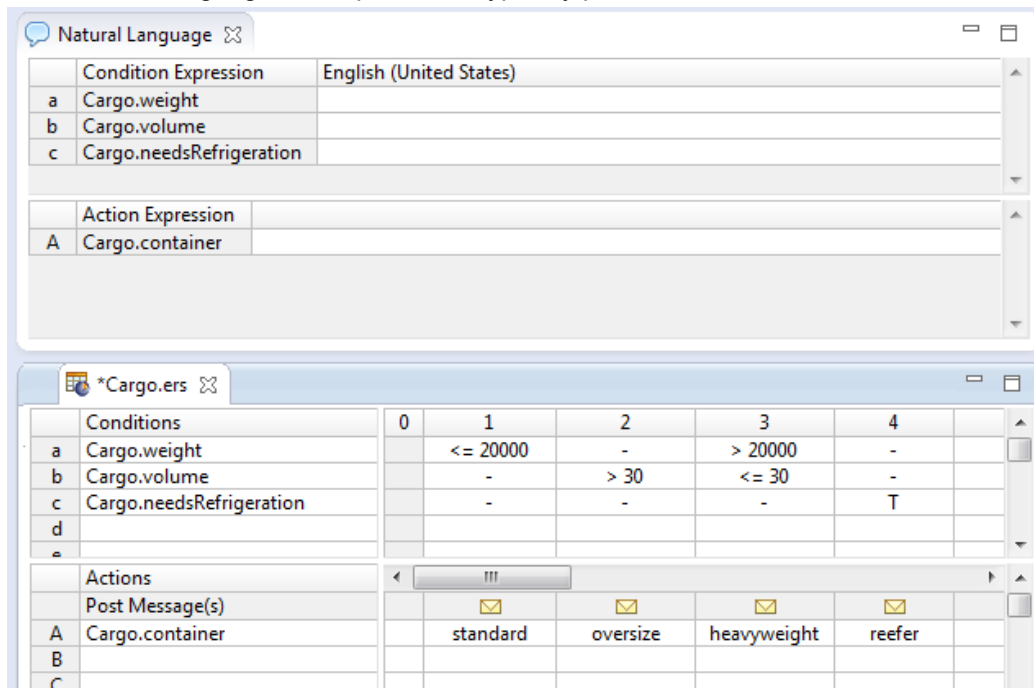 Natural Language
Condition Expression English (United States)
a Cargo.weight
b Cargo.volume
c Cargo.needsRefrigeration
Action Expression
A Cargo.container
*Cargo.ers
Conditions 0 1 2 3 4
a Cargo.weight <= 20000 - > 20000 -
b Cargo.volume - > 30 <= 30 -
c Cargo.needsRefrigeration - - - T
d
e
Actions
Post Message(s)
A Cargo.container standard oversize heavyweight reefer
B
C